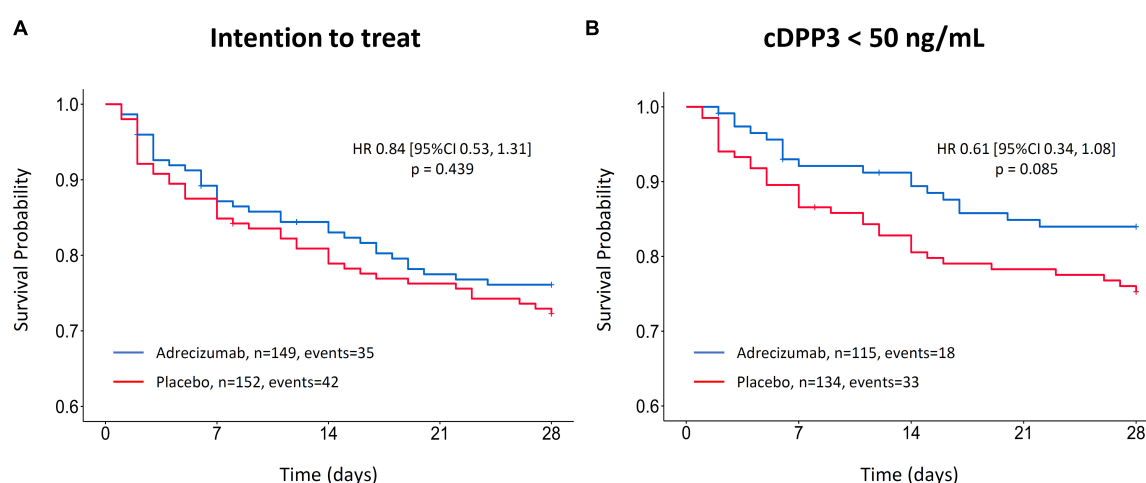 A
Intention to treat
1.0
0.9
0.8
0.7
0.6
Survival Probability
HR 0.84 [95%CI 0.53, 1.31]
p = 0.439
Adrecizumab, n=149, events=35
Placebo, n=152, events=42
0 7 14 21 28
Time (days)
B
cDPP3 < 50 ng/mL
1.0
0.9
0.8
0.7
0.6
Survival Probability
HR 0.61 [95%CI 0.34, 1.08]
p = 0.085
Adrecizumab, n=115, events=18
Placebo, n=134, events=33
0 7 14 21 28
Time (days)